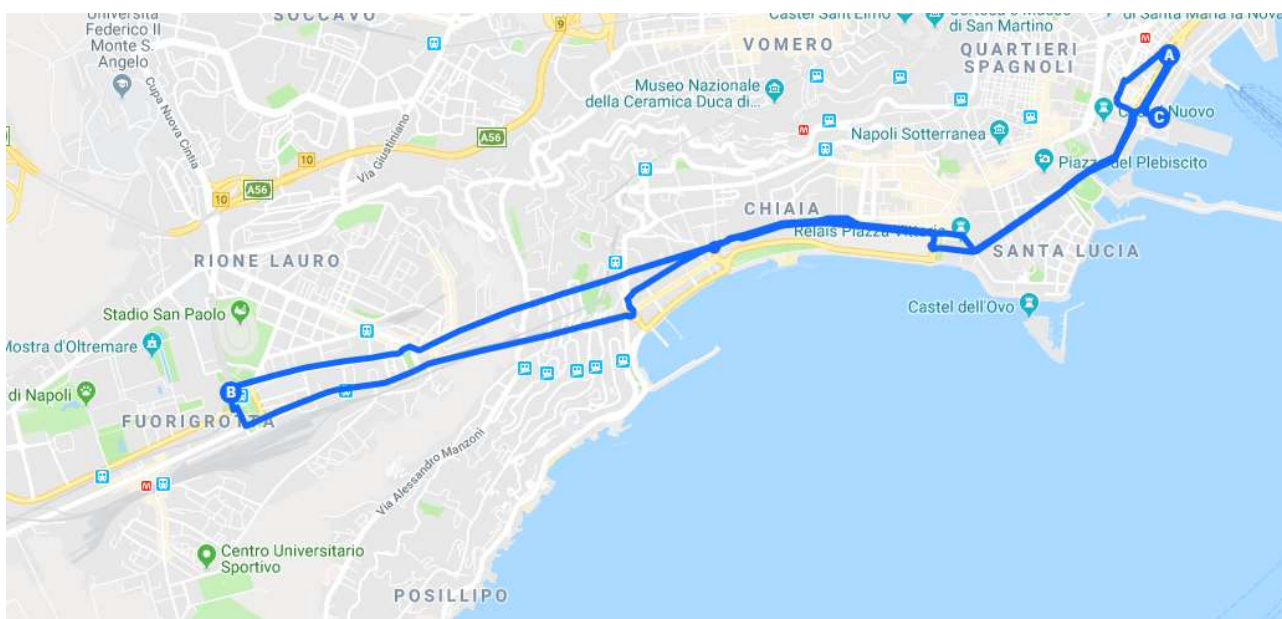 Università
Federico II
Monte S.
Angelo
SOCCAVO
9
Castel Sant'Elmo
di San Martino
di Santa Maria la Nova
M
VOMERO
QUARTIERI
SPAGNOLI
A
Museo Nazionale
della Ceramica Duca di...
Cupa Nuova Cintia
Via Giustiniano
A56
10
M
Napoli Sotterranea
Nuovo
C
A56
10
Piazza del Plebiscito
CHIAIA
Relais Piazza Vittoria
RIONE LAURO
SANTA LUCIA
Stadio San Paolo
Castel dell'Ovo
Mostra d'Oltremare
di Napoli
B
FUORIGROTTA
Via Alessandro Manzoni
M
Centro Universitario
Sportivo
POSILLIPO